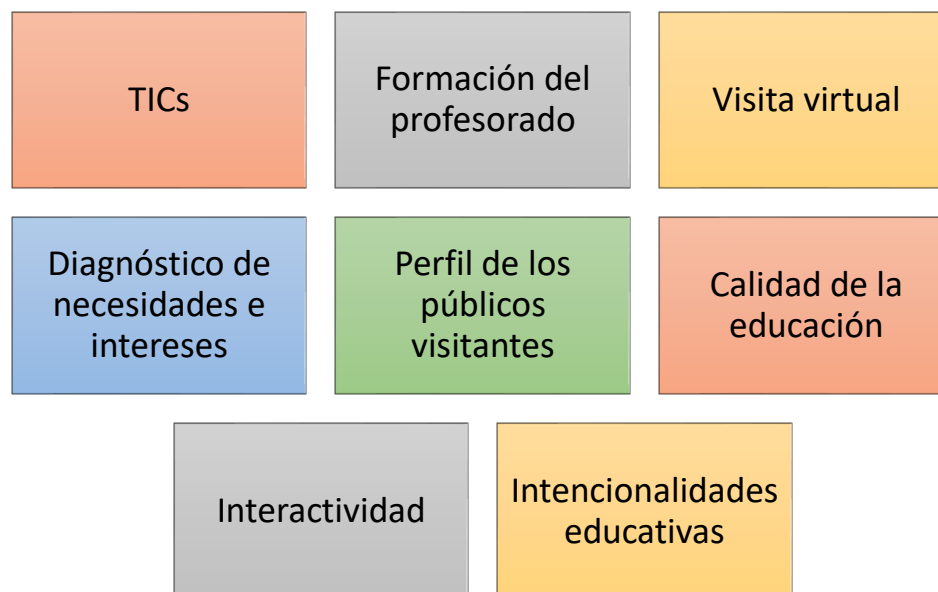 TICs
Formación del
profesorado
Visita virtual
Diagnóstico de
necesidades e
intereses
Perfil de los
públicos
visitantes
Calidad de la
educación
Interactividad
Intencionalidades
educativas